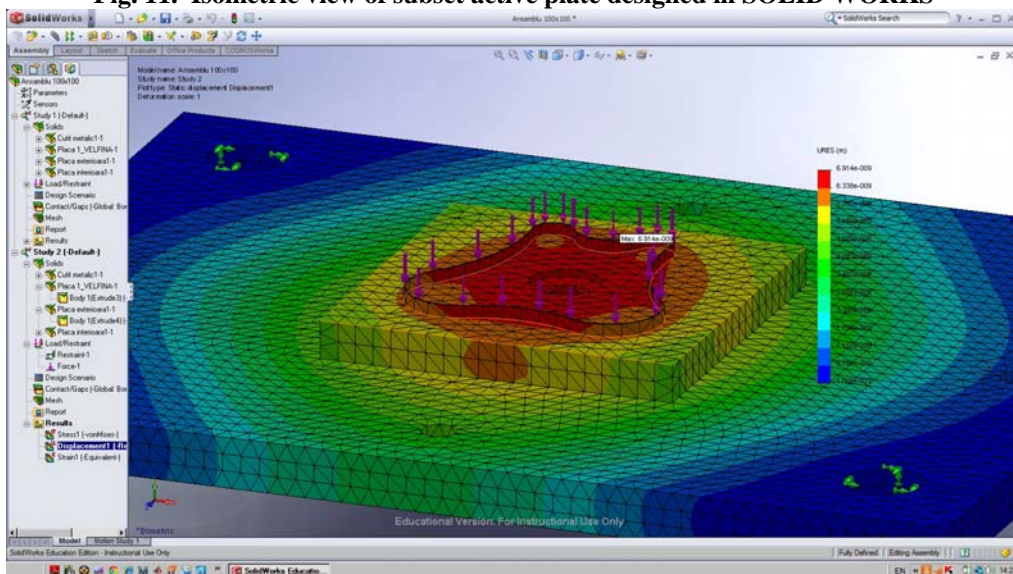 Fig. 11. Isometric view of subset active plate designed in SOLID WORKS
SolidWorks
Ansamblu 100x100 *
SolidWorks Search
Assembly Layout Sketch Evaluate Office Products COSMOSWorks
Model name: Ansamblu 100x100
Study name: Study 2
Plot type: Static displacement Displacement1
Deformation scale: 1
Ansamblu 100x100
Parameters
Sensors
Study 1 (-Default-)
Solids
Cutit metalic1-1
Placa 1_VELFINA-1
Placa exterioara1-1
Placa interioara1-1
Load/Restraint
Design Scenario
Contact/Gaps (-Global Bon
Mesh
Report
Results
Study 2 (-Default-)
Solids
Cutit metalic1-1
Placa 1_VELFINA-1
Body 1(Extrude3)(-
Placa exterioara1-1
Body 1(Extrude4)(-
Placa interioara1-1
Load/Restraint
Restraint-1
Force-1
Design Scenario
Contact/Gaps (-Global Bon
Mesh
Report
Results
Stress1 (-vonMises-)
Displacement1 (-Re
Strain1 (-Equivalent-)
URES (m)
6.914e-009
6.338e-009
Max: 6.914e-009
*Dimetric
Educational Version. For Instructional Use Only
Model Motion Study 1
SolidWorks Education Edition - Instructional Use Only
Fully Defined Editing Assembly
SolidWorks Educatio...
EN 14:2